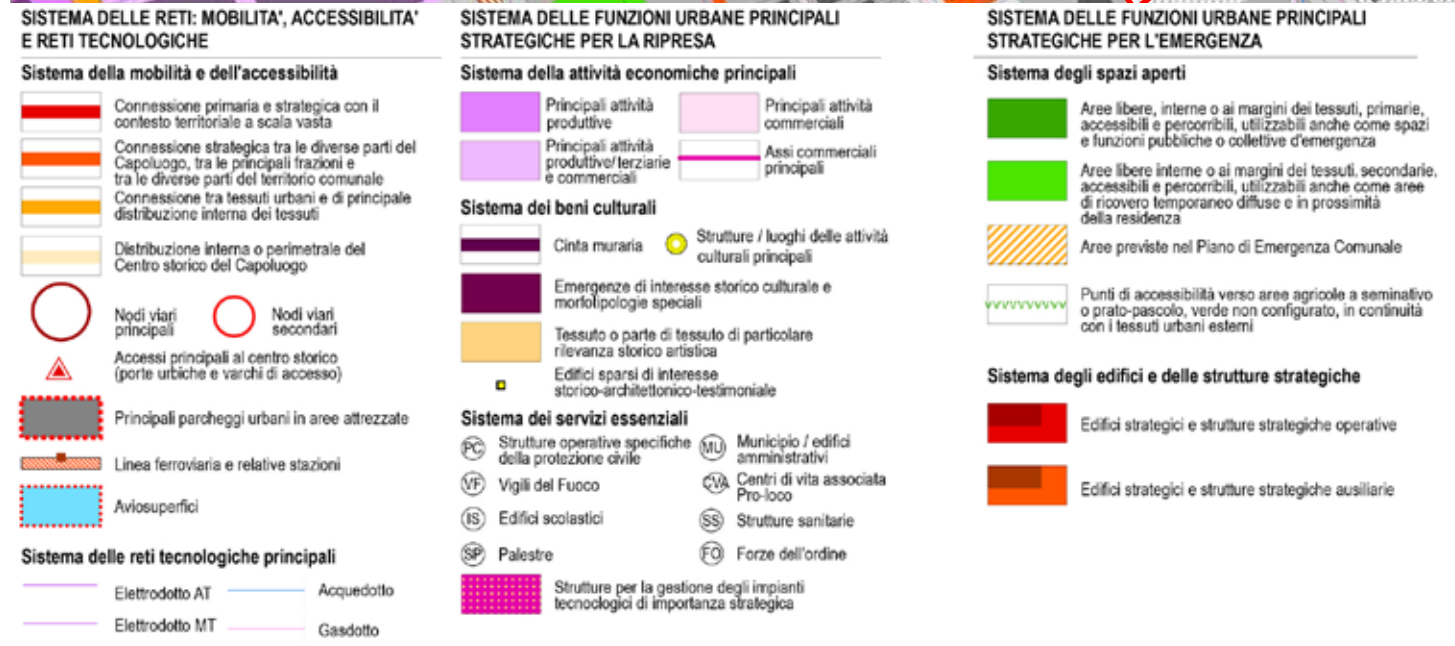 SISTEMA DELLE RETI: MOBILITA', ACCESSIBILITA'
E RETI TECNOLOGICHE
Sistema della mobilità e dell'accessibilità
Connessione primaria e strategica con il
contesto territoriale a scala vasta
Connessione strategica tra le diverse parti del
Capoluogo, tra le principali frazioni e
tra le diverse parti del territorio comunale
Connessione tra tessuti urbani e di principale
distribuzione interna dei tessuti
Distribuzione interna o perimetrale del
Centro storico del Capoluogo
Nodi viari
principali
Nodi viari
secondari
Accessi principali al centro storico
(porte urbiche e varchi di accesso)
Principali parcheggi urbani in aree attrezzate
Linea ferroviaria e relative stazioni
Aviosuperfici
Sistema delle reti tecnologiche principali
Elettrodotto AT
Acquedotto
Elettrodotto MT
Gasdotto
SISTEMA DELLE FUNZIONI URBANE PRINCIPALI
STRATEGICHE PER LA RIPRESA
Sistema della attività economiche principali
Principali attività
produttive
Principali attività
commerciali
Principali attività
produttive/terziarie
e commerciali
Assi commerciali
principali
Sistema dei beni culturali
Cinta muraria
Strutture / luoghi delle attività
culturali principali
Emergenze di interesse storico culturale e
morfolipologie speciali
Tessuto o parte di tessuto di particolare
rilevanza storico artistica
Edifici sparsi di interesse
storico-architettonico-testimoniale
Sistema dei servizi essenziali
PC Strutture operative specifiche
della protezione civile
MU Municipio / edifici
amministrativi
VF Vigili del Fuoco
CVA Centri di vita associata
Pro-loco
IS Edifici scolastici
SS Strutture sanitarie
SP Palestre
FO Forze dell'ordine
Strutture per la gestione degli impianti
tecnoclogici di importanza strategica
SISTEMA DELLE FUNZIONI URBANE PRINCIPALI
STRATEGICHE PER L'EMERGENZA
Sistema degli spazi aperti
Aree libere, interne o ai margini dei tessuti, primarie,
accessibili e percorribili, utilizzabili anche come spazi
e funzioni pubbliche o collettive d'emergenza
Aree libere interne o ai margini dei tessuti, secondarie,
accessibili e percorribili, utilizzabili anche come aree
di ricovero temporaneo diffuse e in prossimità
della residenza
Aree previste nel Piano di Emergenza Comunale
Punti di accessibilità verso aree agricole a seminativo
o prato-pascolo, verde non configurato, in continuità
con i tessuti urbani esterni
Sistema degli edifici e delle strutture strategiche
Edifici strategici e strutture strategiche operative
Edifici strategici e strutture strategiche ausiliarie